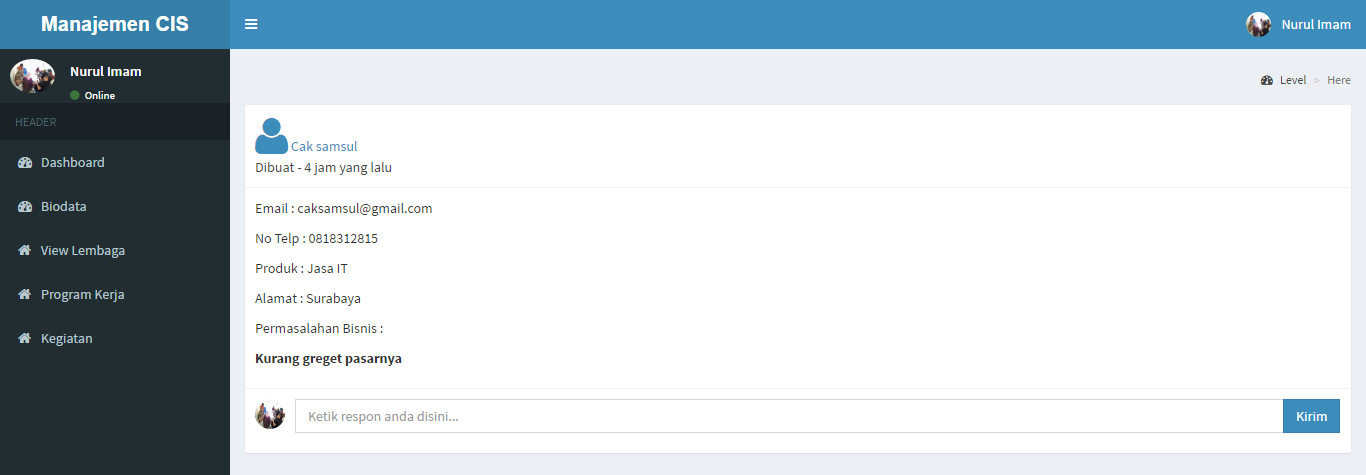 Manajemen CIS
Nurul Imam
Nurul Imam
Online
HEADER
Dashboard
Biodata
View Lembaga
Program Kerja
Kegiatan
Level > Here
Cak samsul
Dibuat - 4 jam yang lalu
Email : caksamsul@gmail.com
No Telp : 0818312815
Produk : Jasa IT
Alamat : Surabaya
Permasalahan Bisnis :
Kurang greget pasarnya
Ketik respon anda disini...
Kirim